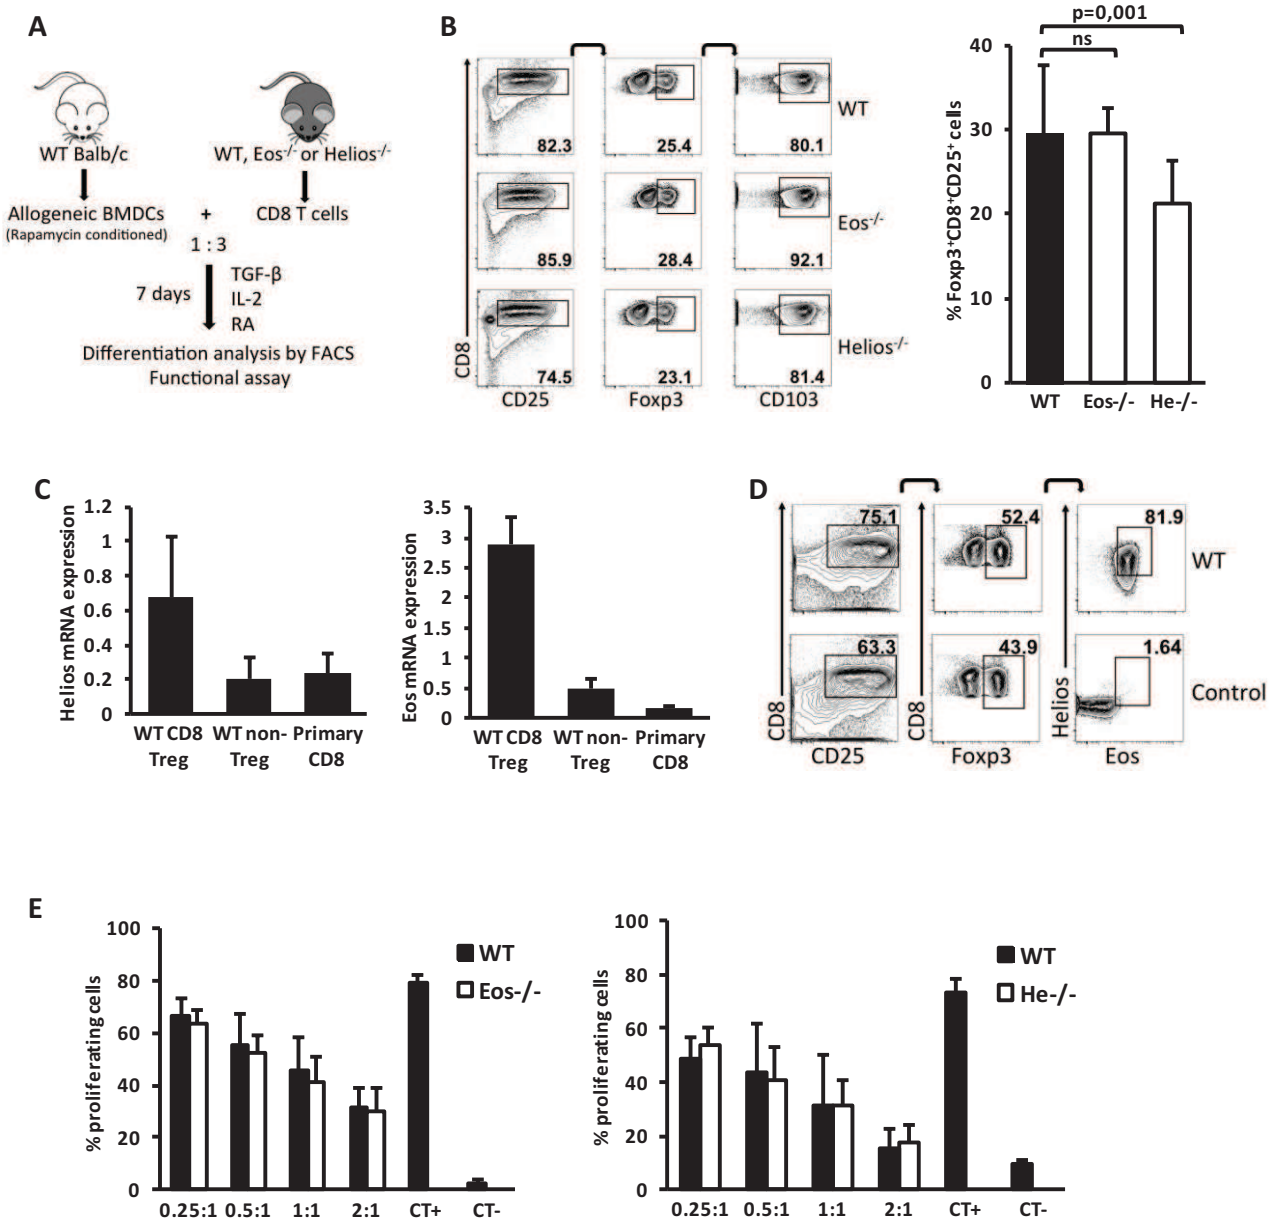 A
WT Balb/c
WT, Eos-/- or Helios-/-
Allogeneic BMDCs
+
CD8 T cells
(Rapamycin conditioned)
1 : 3
7 days
TGF-β
IL-2
RA
Differentiation analysis by FACS
Functional assay
B
82.3
25.4
80.1
WT
85.9
28.4
92.1
Eos-/-
74.5
23.1
81.4
Helios-/-
CD8
CD25
Foxp3
CD103
p=0,001
ns
% Foxp3+CD8+CD25+ cells
40
30
20
10
0
WT
Eos-/-
He-/-
C
Helios mRNA expression
1.2
1
0.8
0.6
0.4
0.2
0
WT CD8 Treg
WT non-Treg
Primary CD8
Eos mRNA expression
3.5
3
2.5
2
1.5
1
0.5
0
WT CD8 Treg
WT non-Treg
Primary CD8
D
75.1
52.4
81.9
WT
63.3
43.9
1.64
Control
CD8
CD8
Helios
CD8
CD8
Helios
CD25
Foxp3
Eos
E
% proliferating cells
100
80
60
40
20
0
WT
Eos-/-
0.25:1
0.5:1
1:1
2:1
CT+
CT-
% proliferating cells
100
80
60
40
20
0
WT
He-/-
0.25:1
0.5:1
1:1
2:1
CT+
CT-